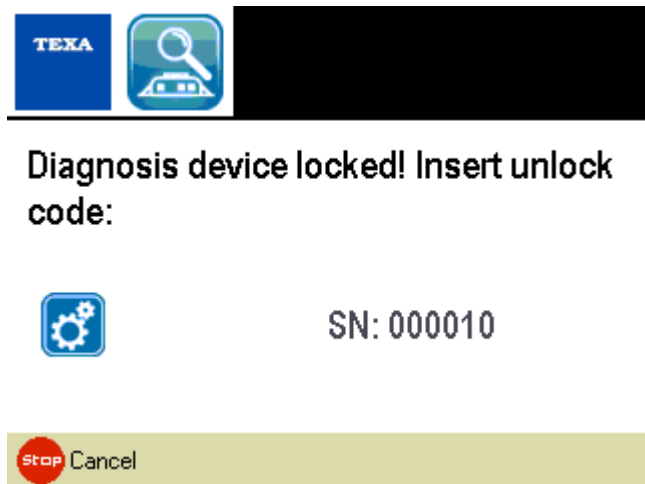 TEXA
Diagnosis device locked! Insert unlock
code:
SN: 000010
STOP Cancel